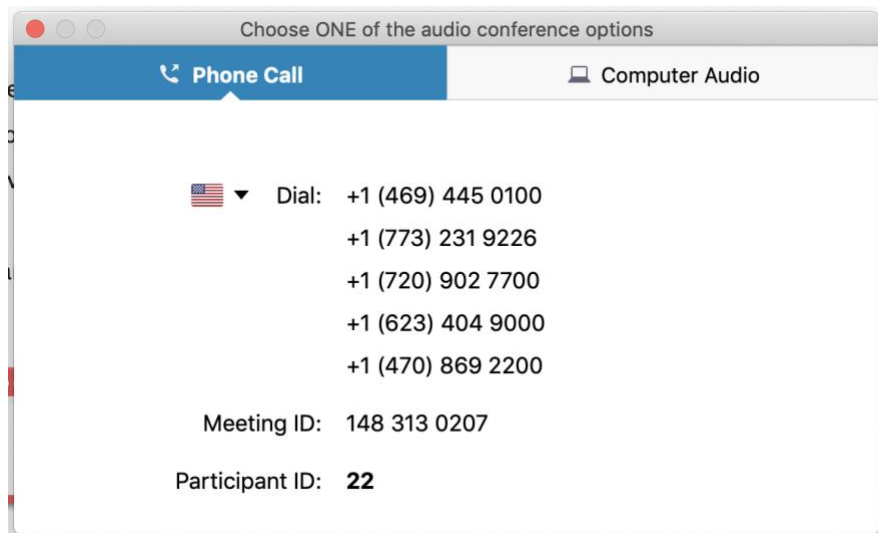 Choose ONE of the audio conference options
Phone Call
Computer Audio
Dial: +1 (469) 445 0100
+1 (773) 231 9226
+1 (720) 902 7700
+1 (623) 404 9000
+1 (470) 869 2200
Meeting ID: 148 313 0207
Participant ID: 22